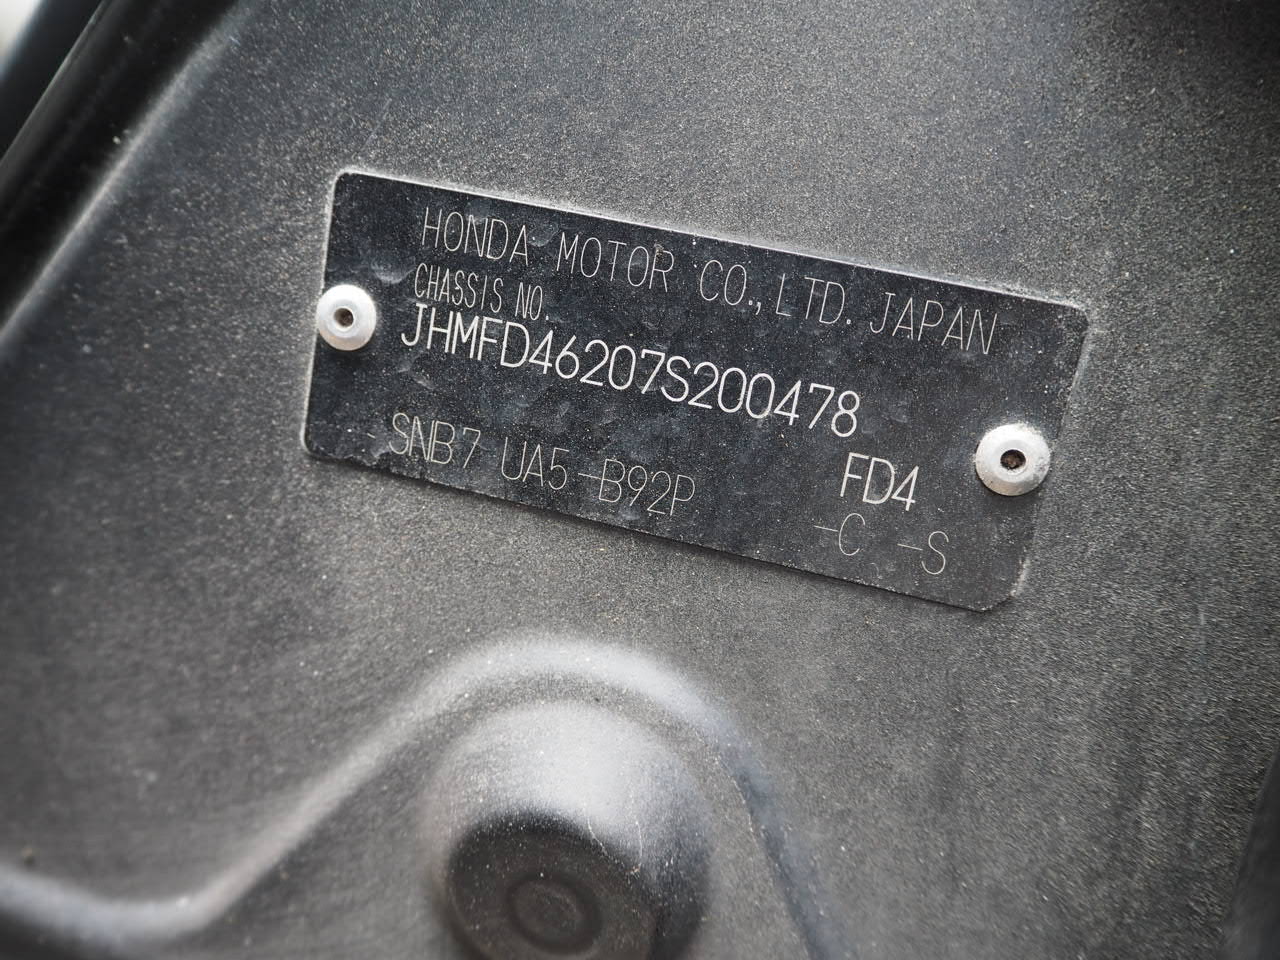 HONDA MOTOR CO., LTD. JAPAN
CHASSIS NO.
JHMFD46207S200478
FD4
SNB7 UA5-B92P -C -S